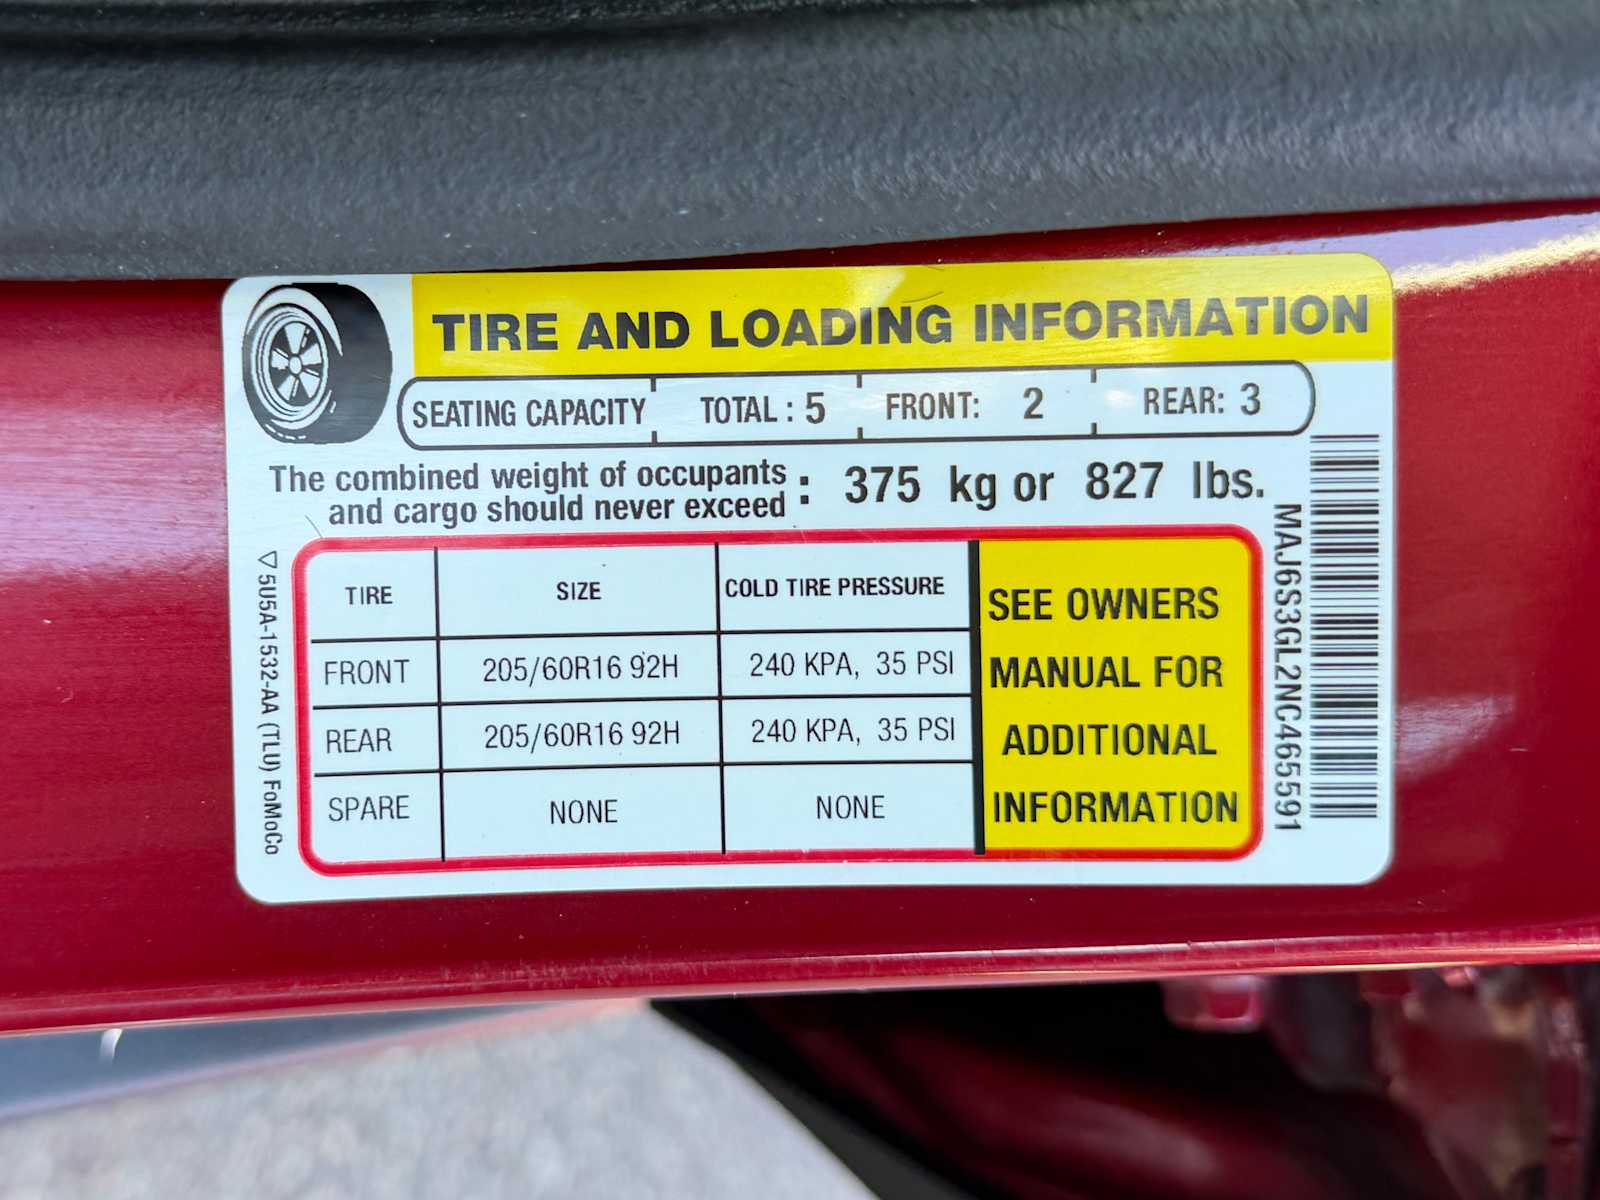 TIRE AND LOADING INFORMATION
SEATING CAPACITY TOTAL : 5 FRONT: 2 REAR: 3
The combined weight of occupants
and cargo should never exceed : 375 kg or 827 lbs.
TIRE SIZE COLD TIRE PRESSURE
FRONT 205/60R16 92H 240 KPA, 35 PSI
REAR 205/60R16 92H 240 KPA, 35 PSI
SPARE NONE NONE
SEE OWNERS
MANUAL FOR
ADDITIONAL
INFORMATION
5U5A-1532-AA (TLU) FoMoCo
MAJ6S3GL2NC465591